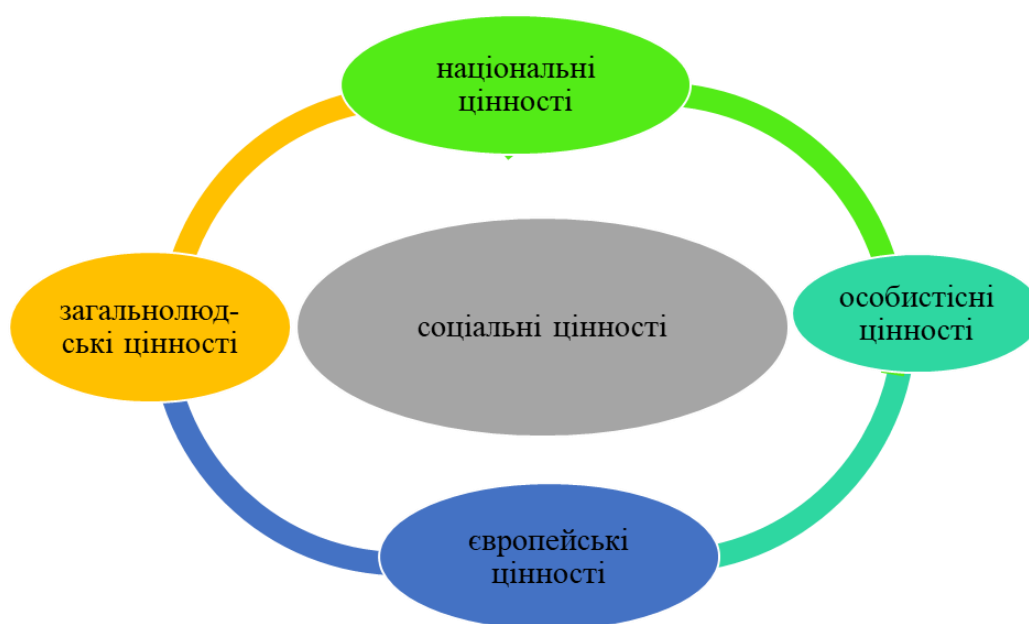 національні
цінності
особистісні
цінності
загальнолюд-
ські цінності
соціальні цінності
європейські
цінності